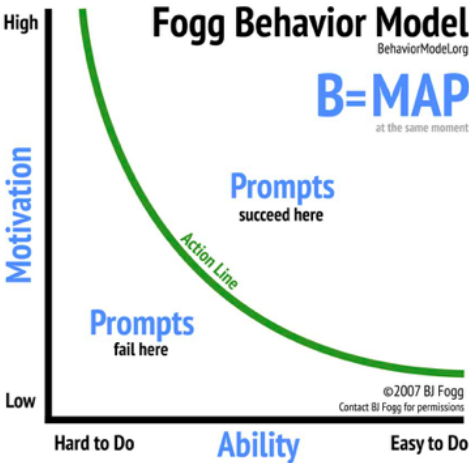 High
Fogg Behavior Model
BehaviorModel.org
B=MAP
at the same moment
Motivation
Prompts
succeed here
Action Line
Prompts
fail here
Low
©2007 BJ Fogg
Contact BJ Fogg for permissions
Hard to Do
Ability
Easy to Do